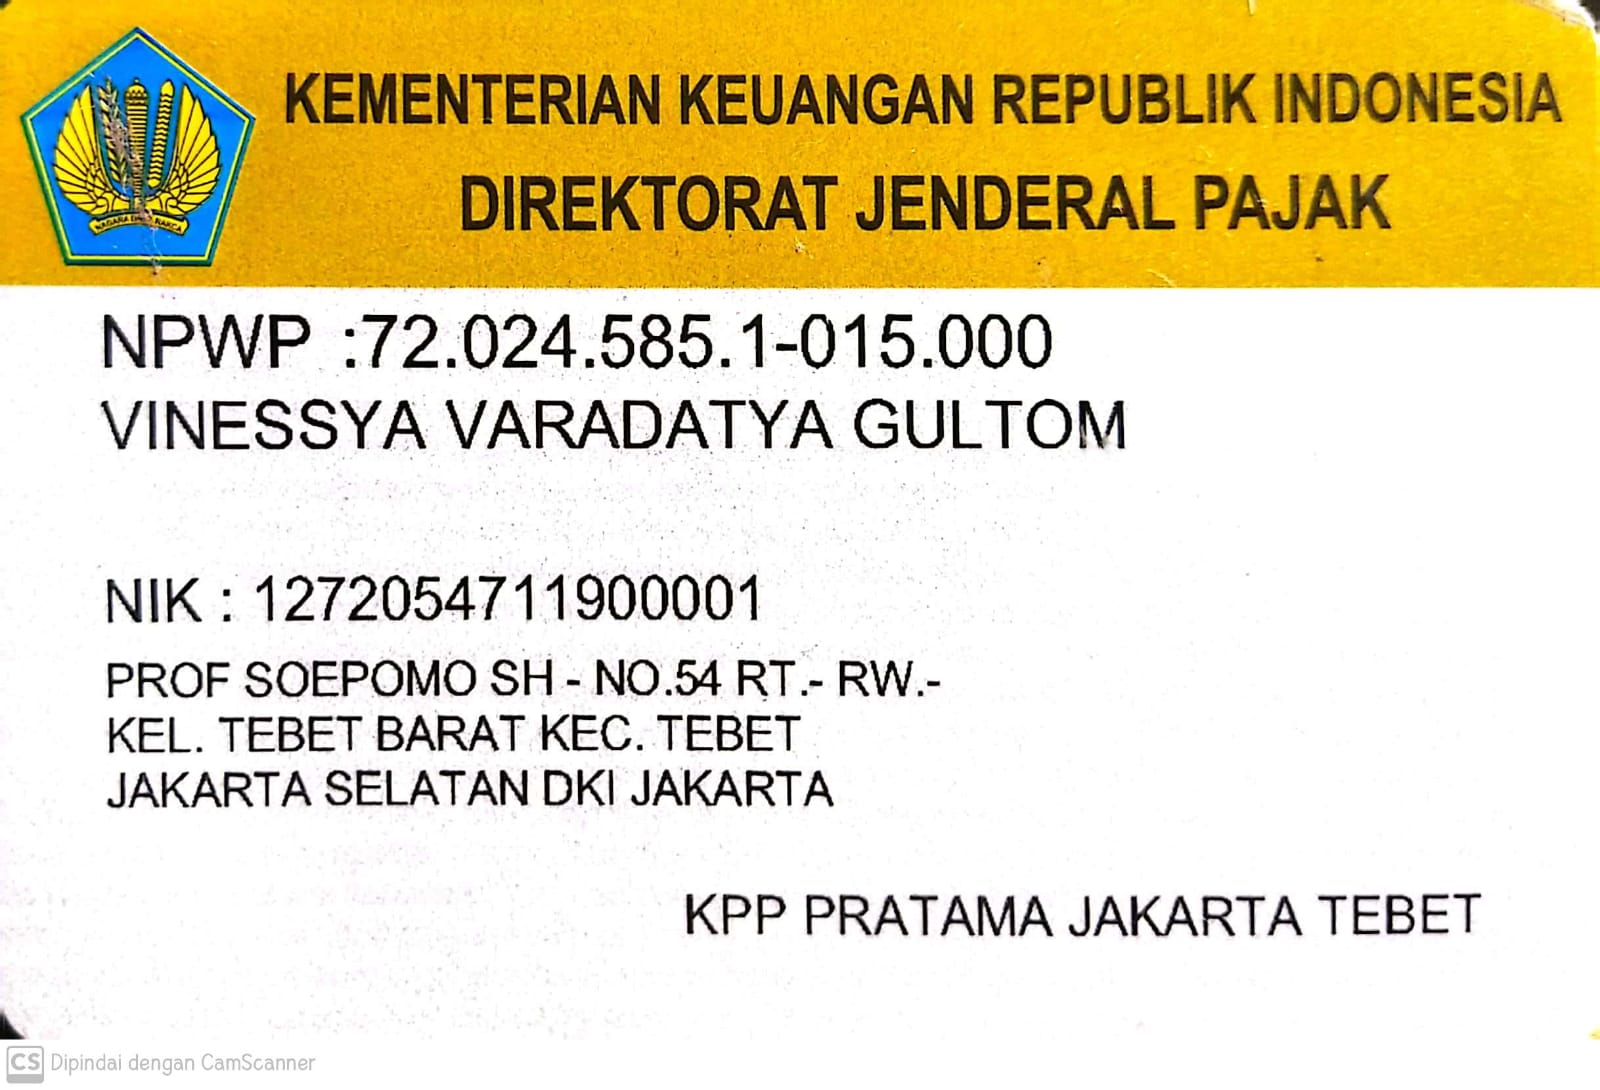 KEMENTERIAN KEUANGAN REPUBLIK INDONESIA
DIREKTORAT JENDERAL PAJAK
NPWP :72.024.585.1-015.000
VINESSYA VARADATYA GULTOM
NIK : 1272054711900001
PROF SOEPOMO SH - NO.54 RT.- RW.-
KEL. TEBET BARAT KEC. TEBET
JAKARTA SELATAN DKI JAKARTA
KPP PRATAMA JAKARTA TEBET
CS Dipindai dengan CamScanner